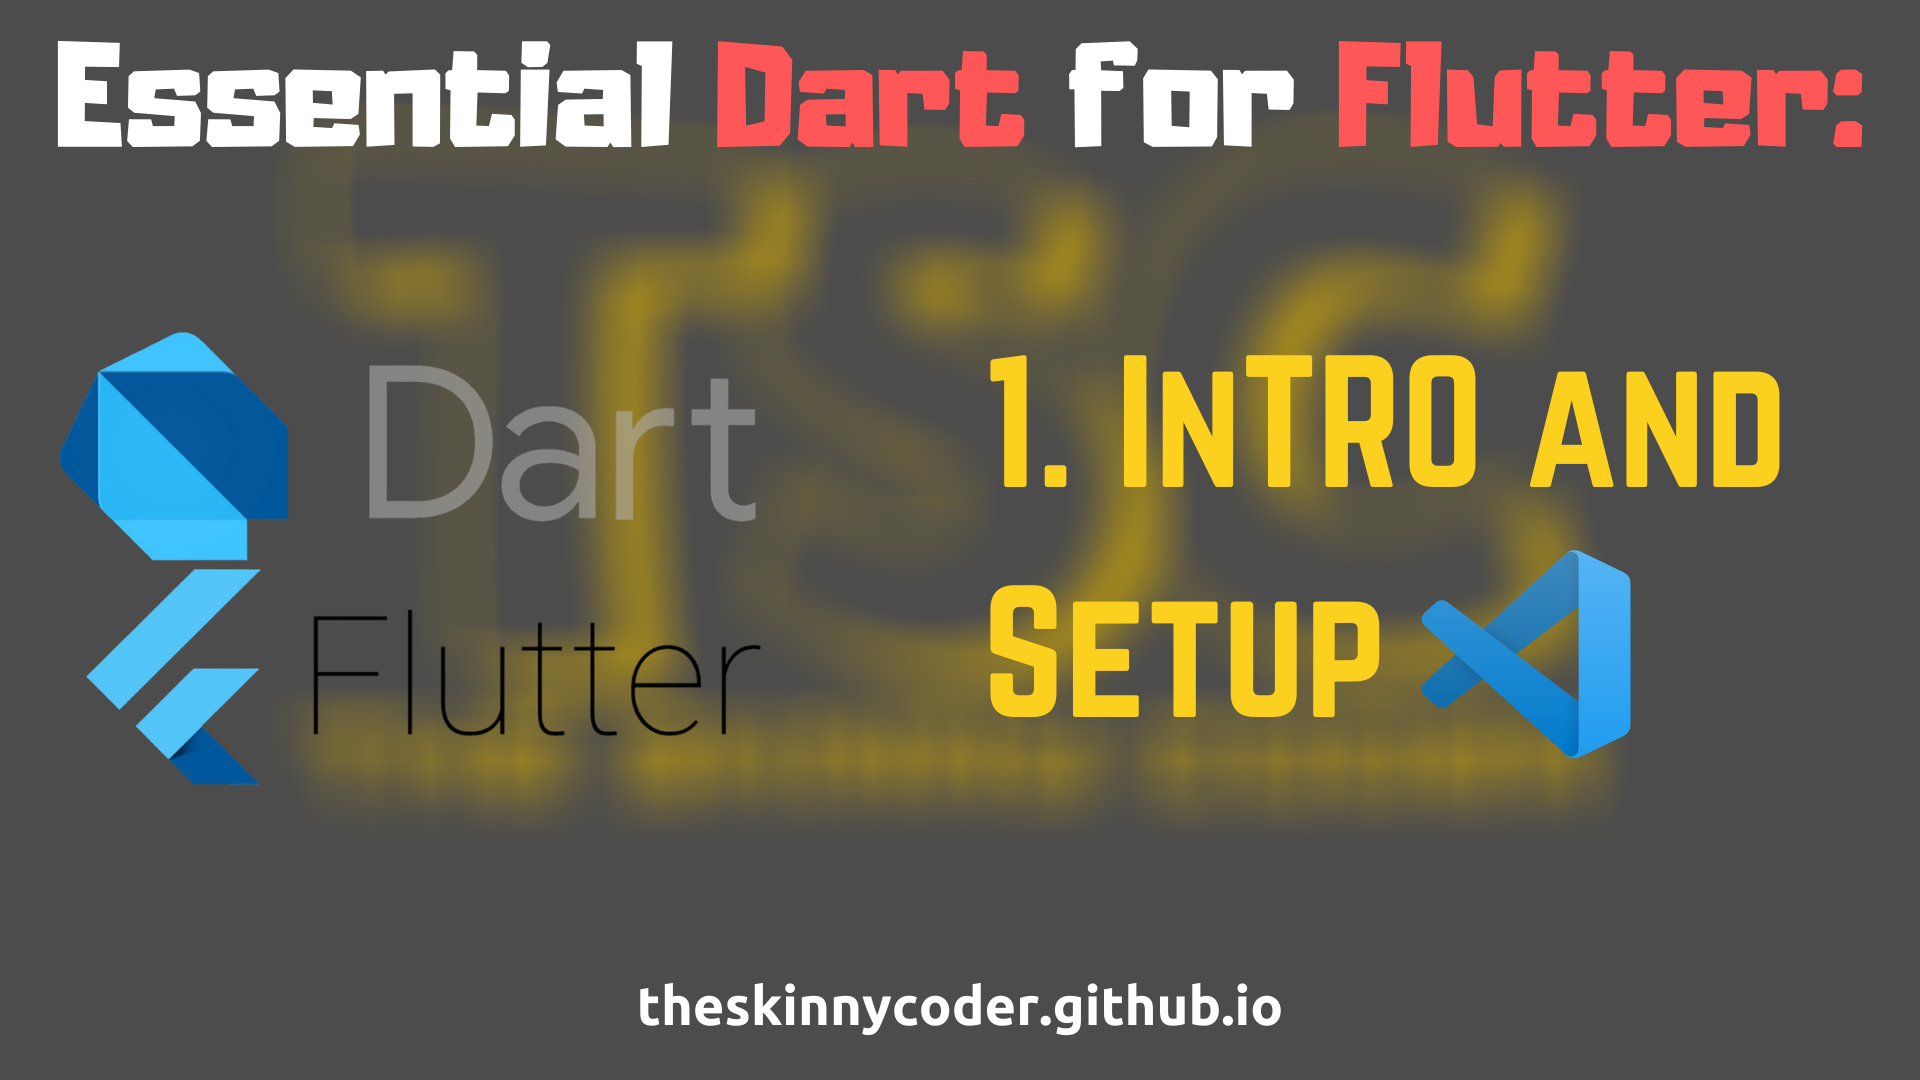 Essential Dart for Flutter:
Dart
1. InTRO AND
Flutter
SETUP
theskinnycoder.github.io